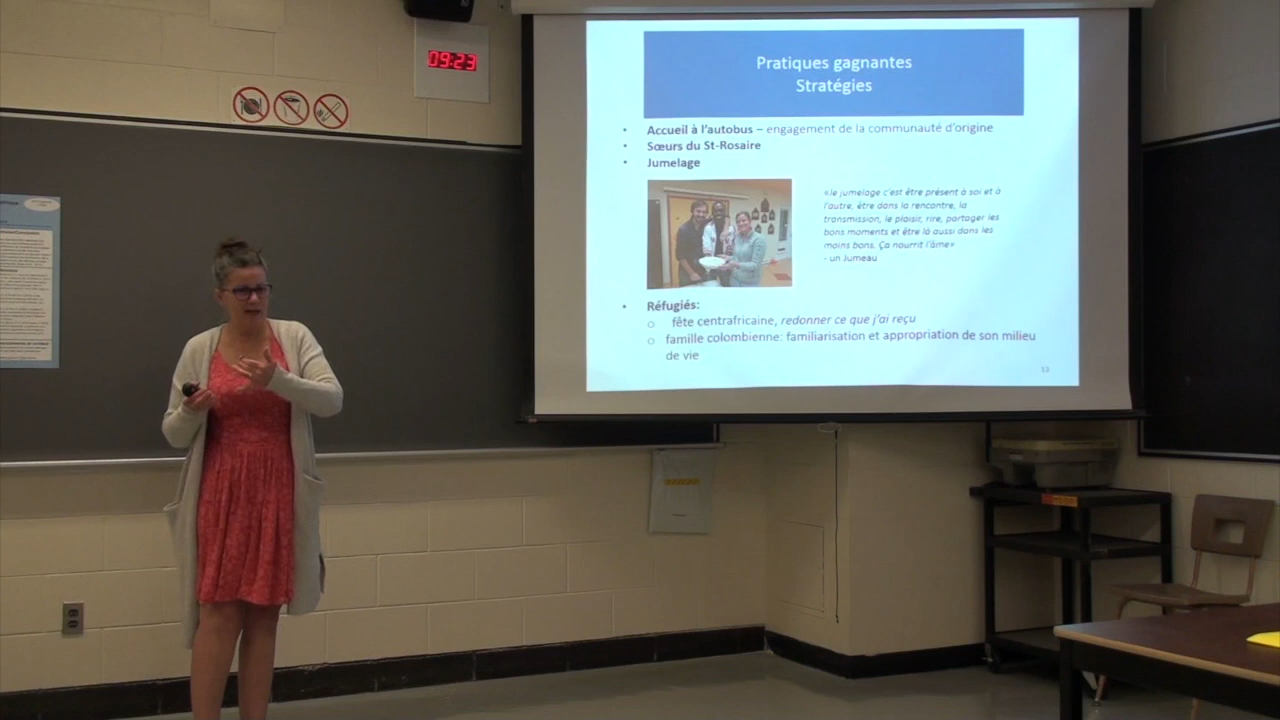 09:23
Pratiques gagnantes
Stratégies
• Accueil à l'autobus – engagement de la communauté d'origine
• Sœurs du St-Rosaire
• Jumelage
«le jumelage c'est être présent à soi et à
l'autre, être dans la rencontre, la
transmission, le plaisir, rire, partager les
bons moments et être là aussi dans les
moins bons. Ça nourrit l'âme»
- un Jumeau
• Réfugiés:
o fête centrafricaine, redonner ce que j'ai reçu
o famille colombienne: familiarisation et appropriation de son milieu
de vie
13